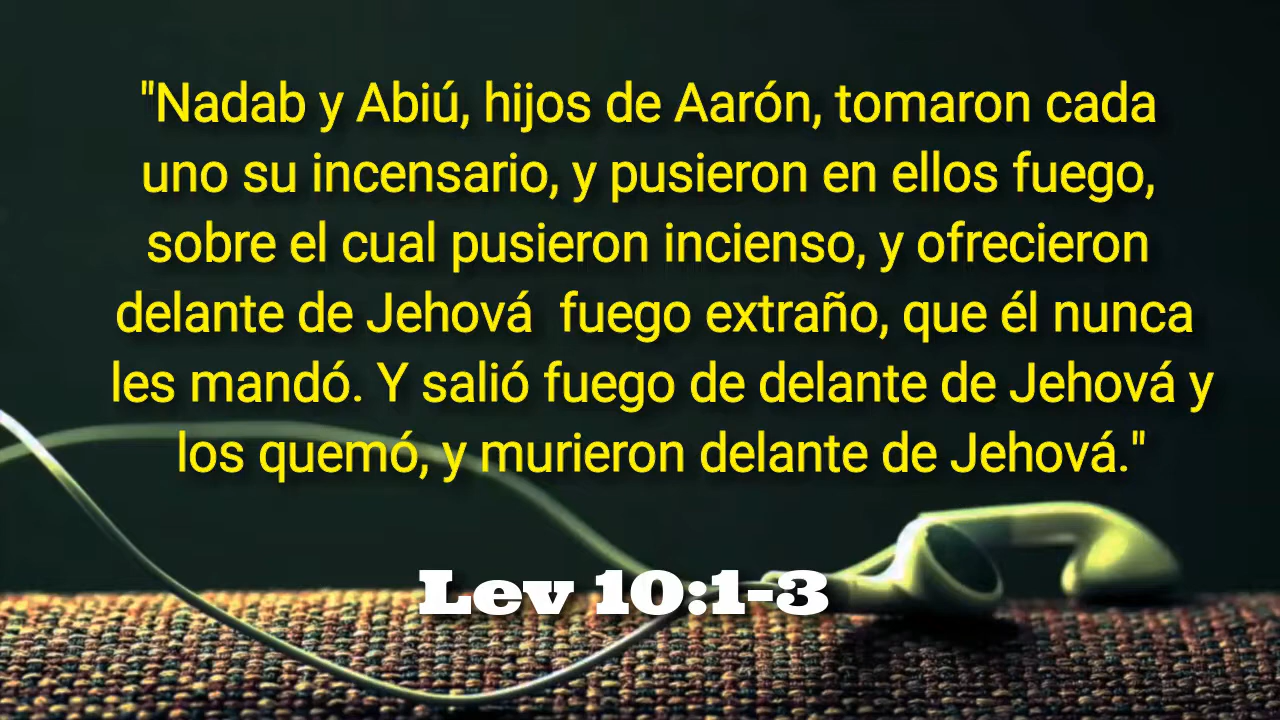 "Nadab y Abiú, hijos de Aarón, tomaron cada
uno su incensario, y pusieron en ellos fuego,
sobre el cual pusieron incienso, y ofrecieron
delante de Jehová  fuego extraño, que él nunca
les mandó. Y salió fuego de delante de Jehová y
los quemó, y murieron delante de Jehová."
Lev 10:1-3